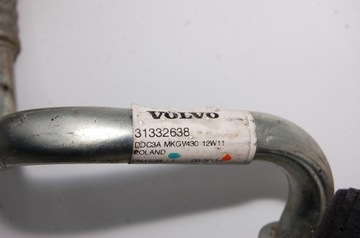 VOLVO
31332638
DDC3A MKGV430 12W11
POLAND